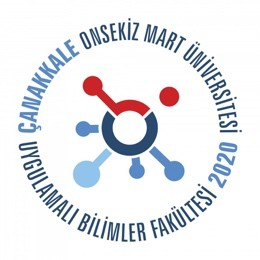 ÇANAKKALE ONSEKİZ MART ÜNİVERSİTESİ
UYGULAMALI BİLİMLER FAKÜLTESİ 2020